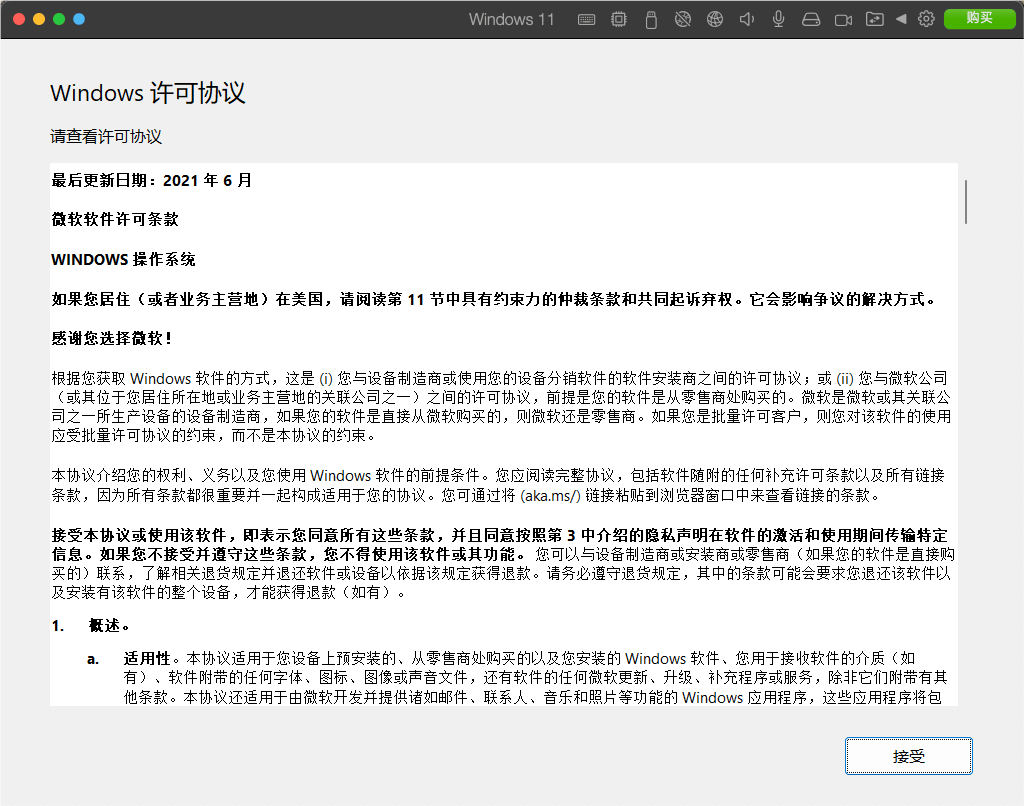 Windows 11
购买
Windows 许可协议
请查看许可协议
最后更新日期：2021 年 6 月
微软软件许可条款
WINDOWS 操作系统
如果您居住（或者业务主营地）在美国，请阅读第 11 节中具有约束力的仲裁条款和共同起诉弃权。它会影响争议的解决方式。
感谢您选择微软！
根据您获取 Windows 软件的方式，这是 (i) 您与设备制造商或使用您的设备分销软件的软件安装商之间的许可协议；或 (ii) 您与微软公司
（或其位于您居住所在地或业务主营地的关联公司之一）之间的许可协议，前提是您的软件是从零售商处购买的。微软是微软或其关联公
司之一所生产设备的设备制造商，如果您的软件是直接从微软购买的，则微软还是零售商。如果您是批量许可客户，则您对该软件的使用
应受批量许可协议的约束，而不是本协议的约束。
本协议介绍您的权利、义务以及您使用 Windows 软件的前提条件。您应阅读完整协议，包括软件随附的任何补充许可条款以及所有链接
条款，因为所有条款都很重要并一起构成适用于您的协议。您可通过将 (aka.ms/) 链接粘贴到浏览器窗口中来查看链接的条款。
接受本协议或使用该软件，即表示您同意所有这些条款，并且同意按照第 3 中介绍的隐私声明在软件的激活和使用期间传输特定
信息。如果您不接受并遵守这些条款，您不得使用该软件或其功能。 您可以与设备制造商或安装商或零售商（如果您的软件是直接购
买的）联系，了解相关退货规定并退还软件或设备以依据该规定获得退款。请务必遵守退货规定，其中的条款可能会要求您退还该软件以
及安装有该软件的整个设备，才能获得退款（如有）。
1. 概述。
a. 适用性。本协议适用于您设备上预安装的、从零售商处购买的以及您安装的 Windows 软件、您用于接收软件的介质（如
有）、软件附带的任何字体、图标、图像或声音文件，还有软件的任何微软更新、升级、补充程序或服务，除非它们附带有其
他条款。本协议还适用于由微软开发并提供诸如邮件、联系人、音乐和照片等功能的 Windows 应用程序，这些应用程序将包
接受